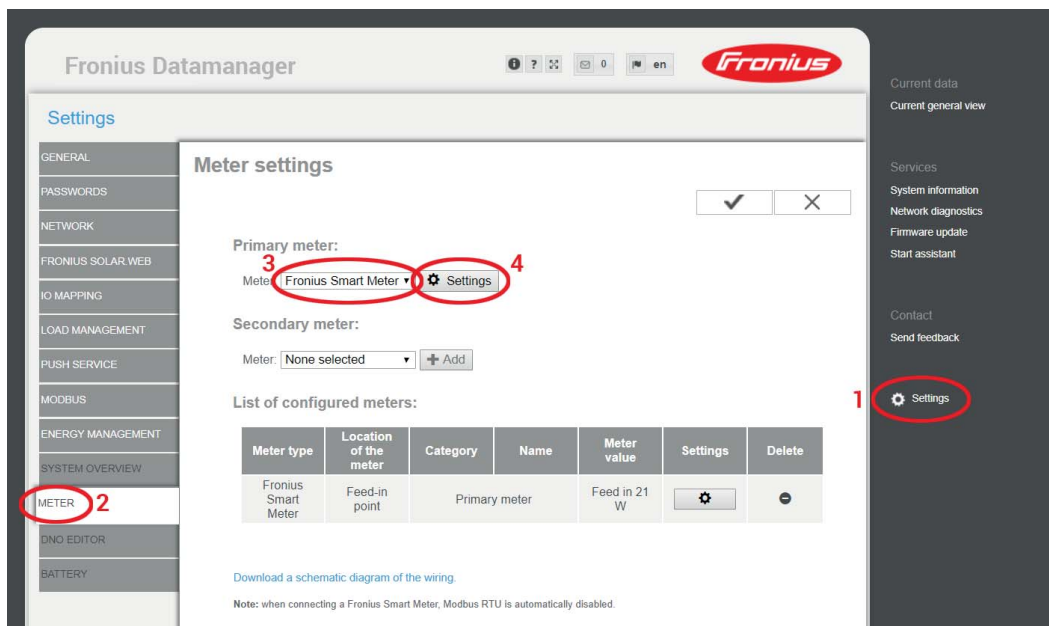 Fronius Datamanager
? 0 en
Fronius
Settings
GENERAL
PASSWORDS
NETWORK
FRONIUS SOLAR.WEB
IO MAPPING
LOAD MANAGEMENT
PUSH SERVICE
MODBUS
ENERGY MANAGEMENT
SYSTEM OVERVIEW
METER 2
DNO EDITOR
BATTERY
Meter settings
Primary meter:
3 4
Meter: Fronius Smart Meter Settings
Secondary meter:
Meter: None selected Add
List of configured meters:
Meter type Location of the meter Category Name Meter value Settings Delete
Fronius Smart Meter Feed-in point Primary meter Feed in 21 W
Download a schematic diagram of the wiring.
Note: when connecting a Fronius Smart Meter, Modbus RTU is automatically disabled.
Current data
Current general view
Services
System information
Network diagnostics
Firmware update
Start assistant
Contact
Send feedback
1 Settings